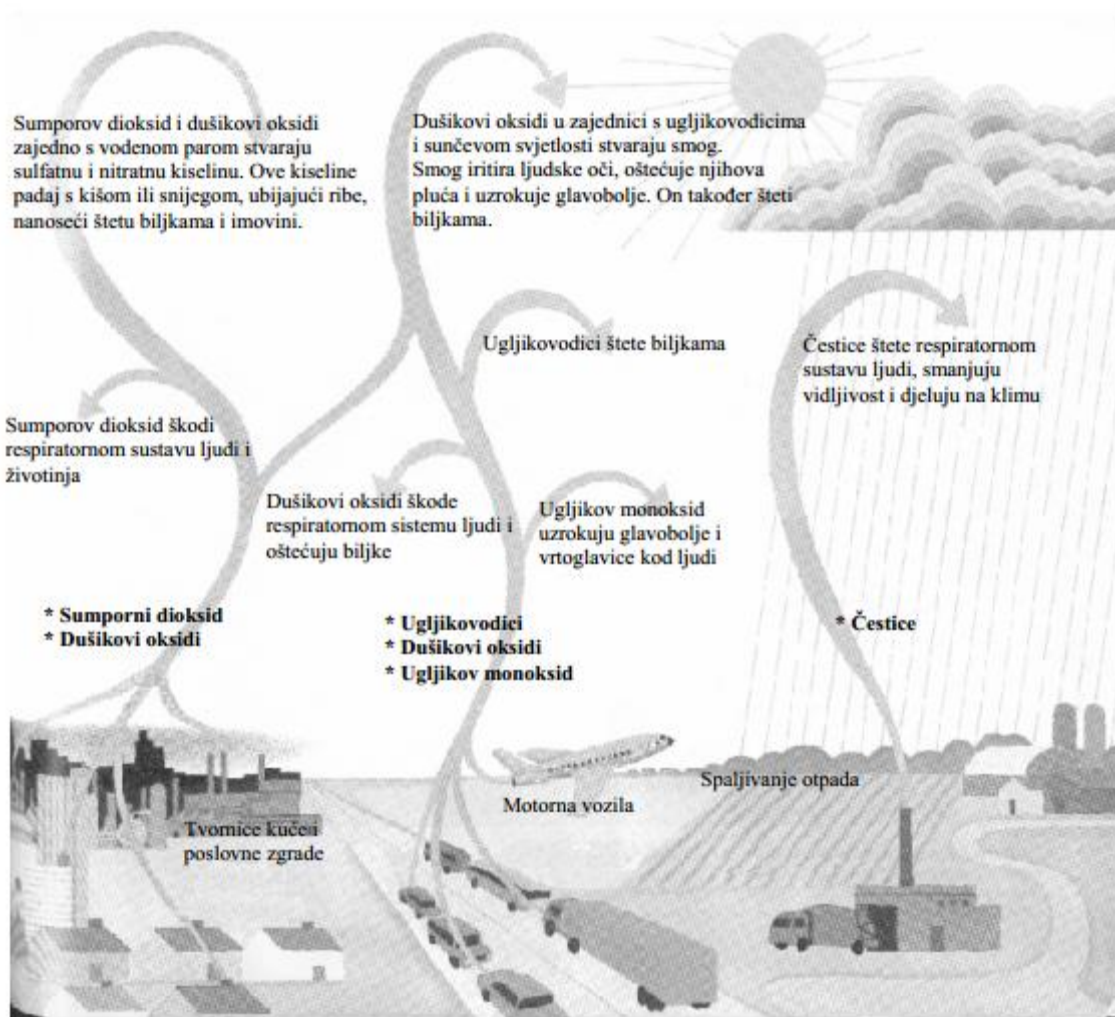 Sumporov dioksid i dušikovi oksidi
zajedno s vodenom parom stvaraju
sulfatnu i nitratnu kiselinu. Ove kiseline
padaj s kišom ili snijegom, ubijajući ribe,
nanoseći štetu biljkama i imovini.
Dušikovi oksidi u zajednici s ugljikovodicima
i sunčevom svjetlosti stvaraju smog.
Smog iritira ljudske oči, oštećuje njihova
pluća i uzrokuje glavobolje. On također šteti
biljkama.
Ugljikovodici štete biljkama
Čestice štete respiratornom
sustavu ljudi, smanjuju
vidljivost i djeluju na klimu
Sumporov dioksid škodi
respiratornom sustavu ljudi i
životinja
Dušikovi oksidi škode
respiratornom sistemu ljudi i
oštećuju biljke
Ugljikov monoksid
uzrokuju glavobolje i
vrtoglavice kod ljudi
* Sumporni dioksid
* Dušikovi oksidi
* Ugljikovodici
* Dušikovi oksidi
* Ugljikov monoksid
* Čestice
Tvornice kuće i
poslovne zgrade
Motorna vozila
Spaljivanje otpada